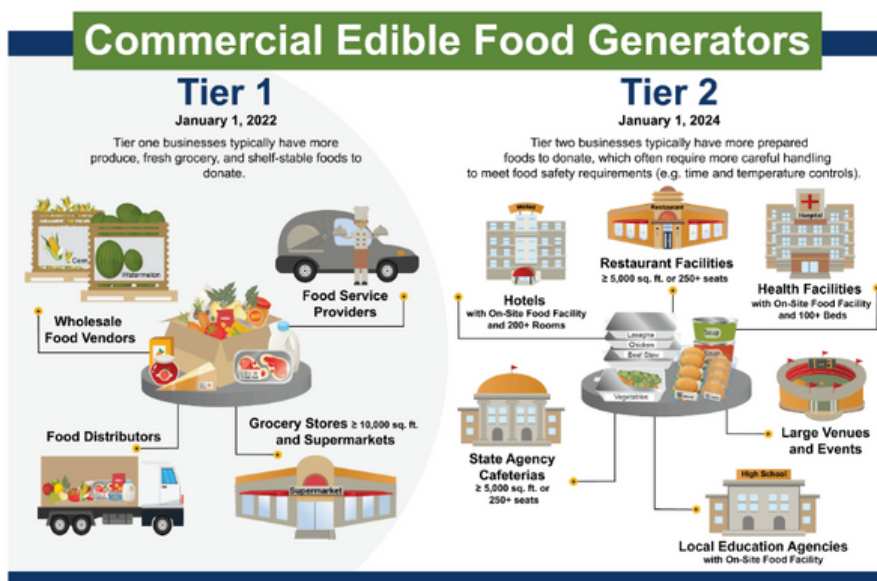 Commercial Edible Food Generators
Tier 1
January 1, 2022
Tier one businesses typically have more
produce, fresh grocery, and shelf-stable foods to
donate.
Corn
Watermelon
Wholesale
Food Vendors
Food Service
Providers
Food Distributors
Grocery Stores ≥ 10,000 sq. ft.
and Supermarkets
Supermarket
Tier 2
January 1, 2024
Tier two businesses typically have more prepared
foods to donate, which often require more careful handling
to meet food safety requirements (e.g. time and temperature controls).
Hotel
Hotels
with On-Site Food Facility
and 200+ Rooms
Restaurant
Restaurant Facilities
≥ 5,000 sq. ft. or 250+ seats
Hospital
Health Facilities
with On-Site Food Facility
and 100+ Beds
Lasagna
Chicken
Beef Stew
Vegetables
Soup
Soup
State Agency
Cafeterias
≥ 5,000 sq. ft. or
250+ seats
Large Venues
and Events
High School
Local Education Agencies
with On-Site Food Facility